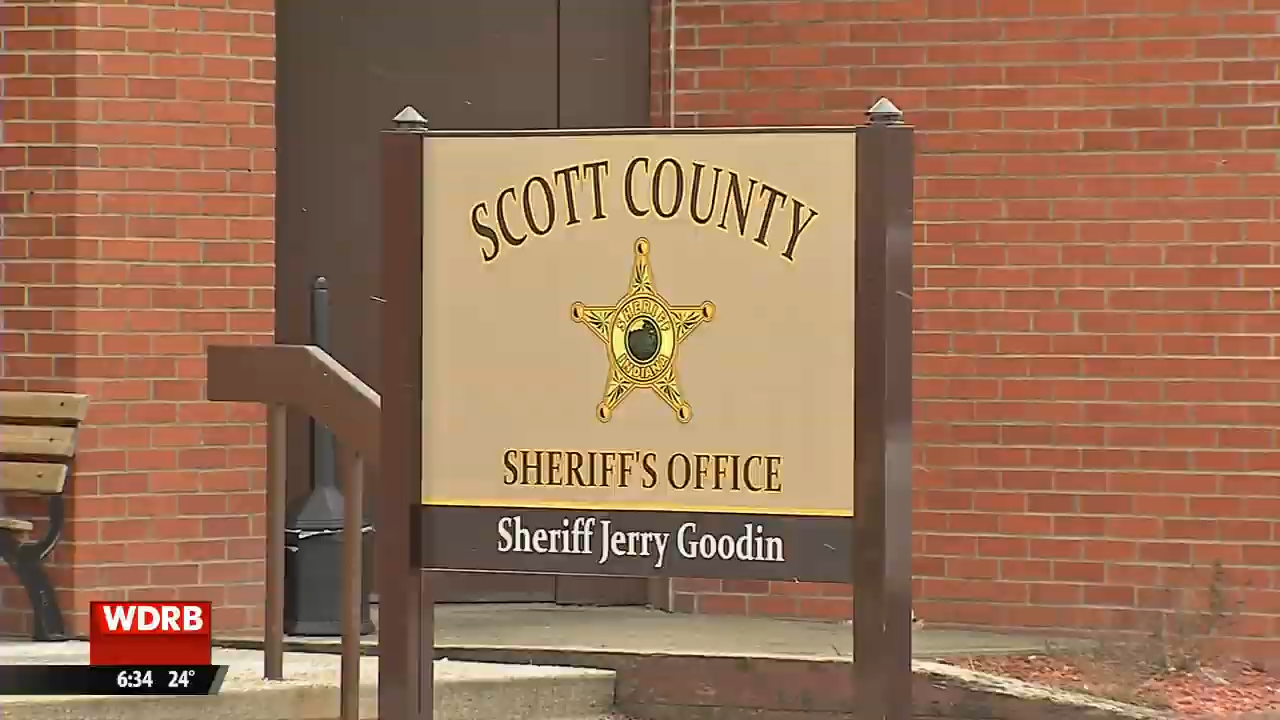 SCOTT COUNTY
SHERIFF
INDIANA
SHERIFF'S OFFICE
Sheriff Jerry Goodin
WDRB
6:34 24°